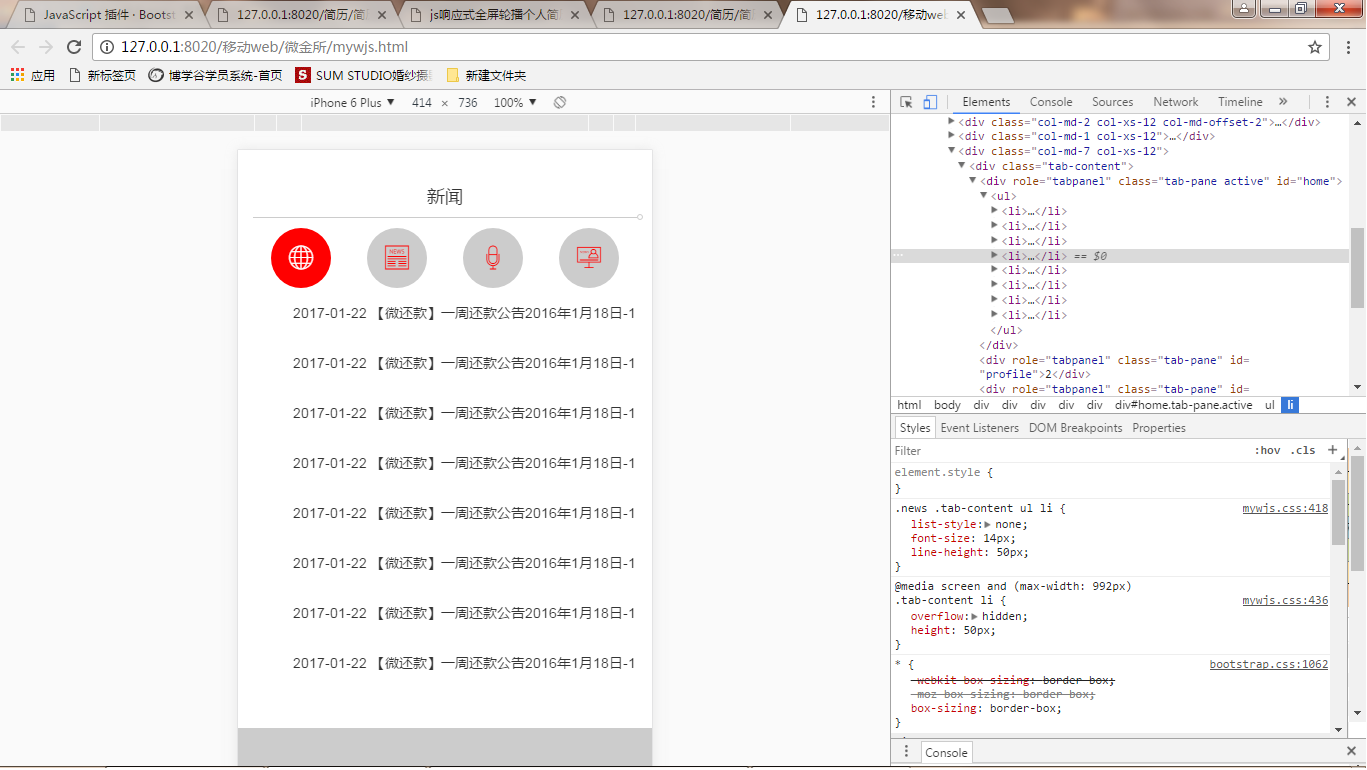 JavaScript 插件 · Bootst
127.0.0.1:8020/简历/简
js响应式全屏轮播个人简
127.0.0.1:8020/简历/简
127.0.0.1:8020/移动we
127.0.0.1:8020/移动web/微金所/mywjs.html
应用
新标签页
博学谷学员系统-首页
S
SUM STUDIO婚纱摄
新建文件夹
iPhone 6 Plus ▼ 414 × 736 100% ▼
新闻
NEWS
2017-01-22 【微还款】一周还款公告2016年1月18日-1
2017-01-22 【微还款】一周还款公告2016年1月18日-1
2017-01-22 【微还款】一周还款公告2016年1月18日-1
2017-01-22 【微还款】一周还款公告2016年1月18日-1
2017-01-22 【微还款】一周还款公告2016年1月18日-1
2017-01-22 【微还款】一周还款公告2016年1月18日-1
2017-01-22 【微还款】一周还款公告2016年1月18日-1
2017-01-22 【微还款】一周还款公告2016年1月18日-1
Elements Console Sources Network Timeline »
<div class="col-md-2 col-xs-12 col-md-offset-2">…</div>
<div class="col-md-1 col-xs-12">…</div>
<div class="col-md-7 col-xs-12">
<div class="tab-content">
<div role="tabpanel" class="tab-pane active" id="home">
<ul>
<li>…</li>
<li>…</li>
<li>…</li>
<li>…</li> == $0
<li>…</li>
<li>…</li>
<li>…</li>
<li>…</li>
</ul>
</div>
<div role="tabpanel" class="tab-pane" id=
"profile">2</div>
<div role="tabpanel" class="tab-pane" id=
html body div div div div div div#home.tab-pane.active ul li
Styles Event Listeners DOM Breakpoints Properties
Filter :hov .cls +
element.style {
}
.news .tab-content ul li { mywjs.css:418
list-style: none;
font-size: 14px;
line-height: 50px;
}
@media screen and (max-width: 992px)
.tab-content li { mywjs.css:436
overflow: hidden;
height: 50px;
}
* { bootstrap.css:1062
-webkit-box-sizing: border-box;
-moz-box-sizing: border-box;
box-sizing: border-box;
}
Console